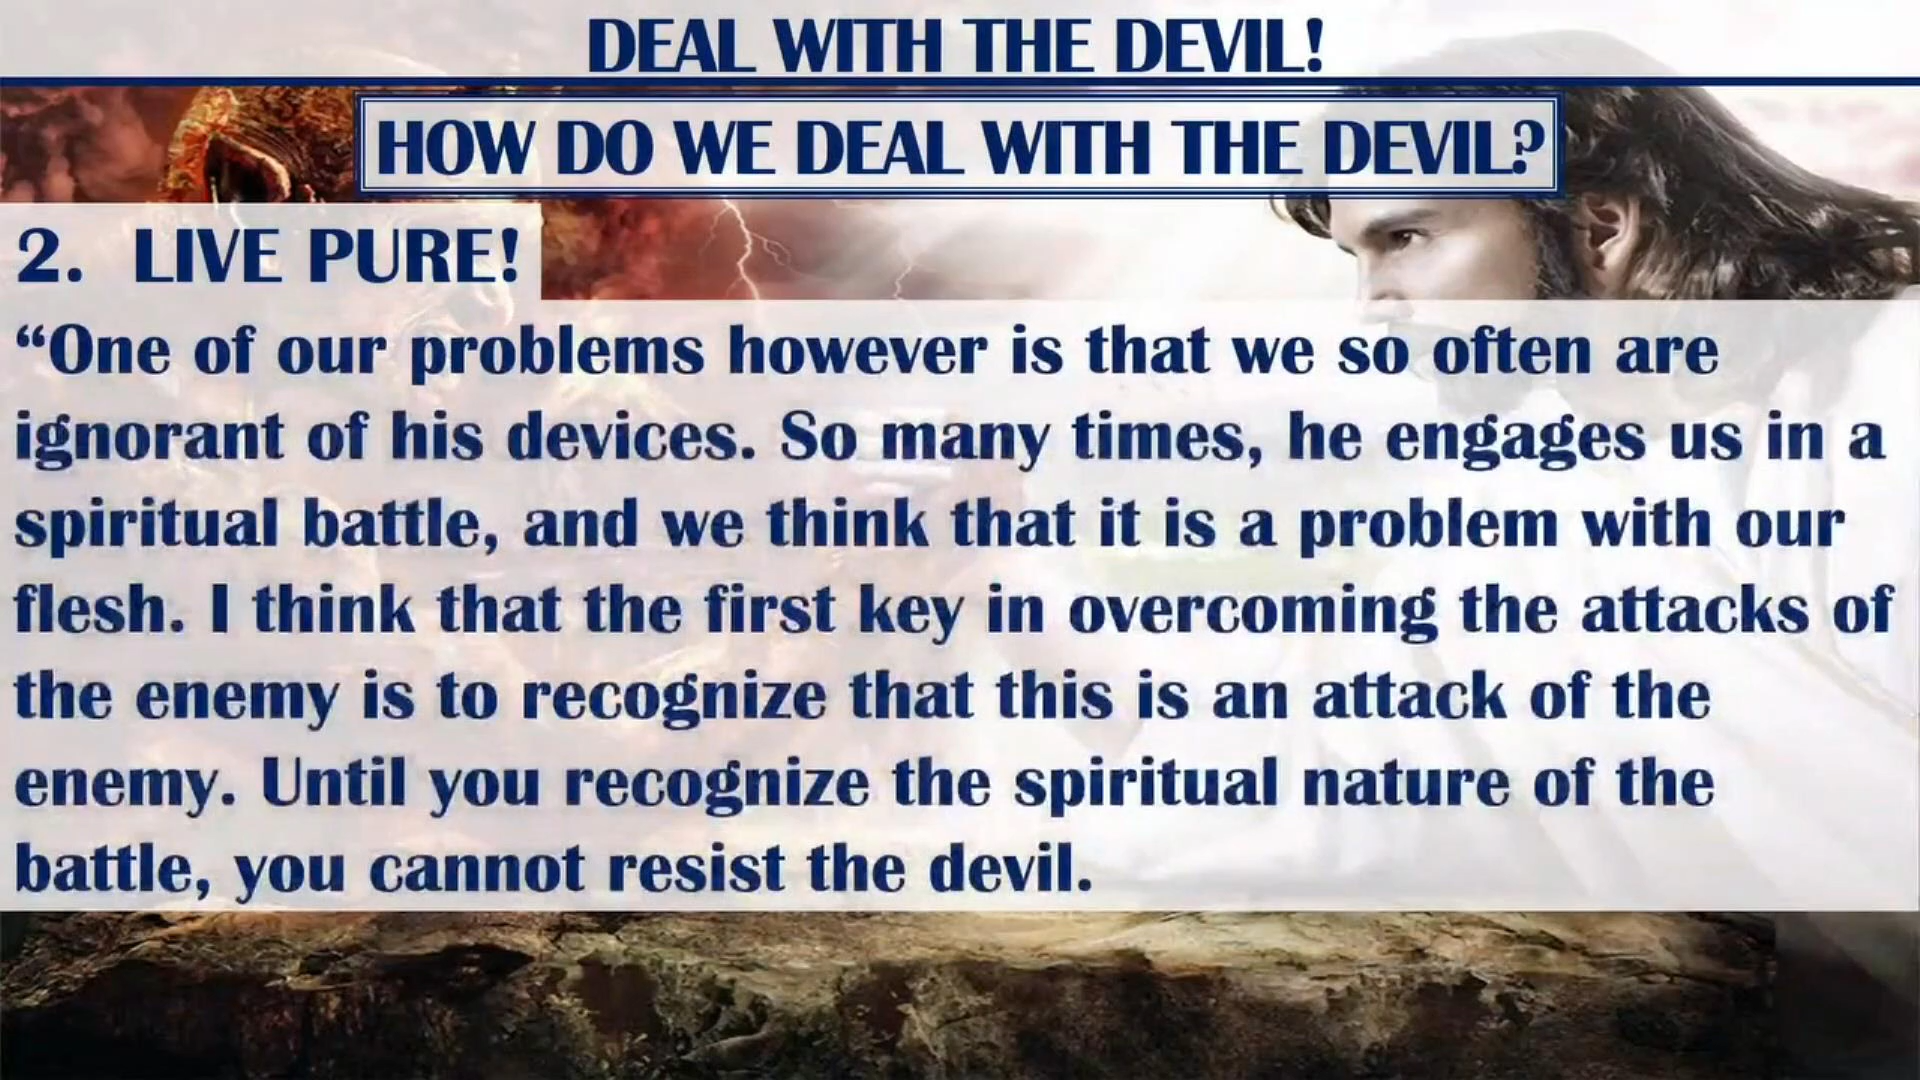 DEAL WITH THE DEVIL!
HOW DO WE DEAL WITH THE DEVIL?
2. LIVE PURE!
“One of our problems however is that we so often are
ignorant of his devices. So many times, he engages us in a
spiritual battle, and we think that it is a problem with our
flesh. I think that the first key in overcoming the attacks of
the enemy is to recognize that this is an attack of the
enemy. Until you recognize the spiritual nature of the
battle, you cannot resist the devil.